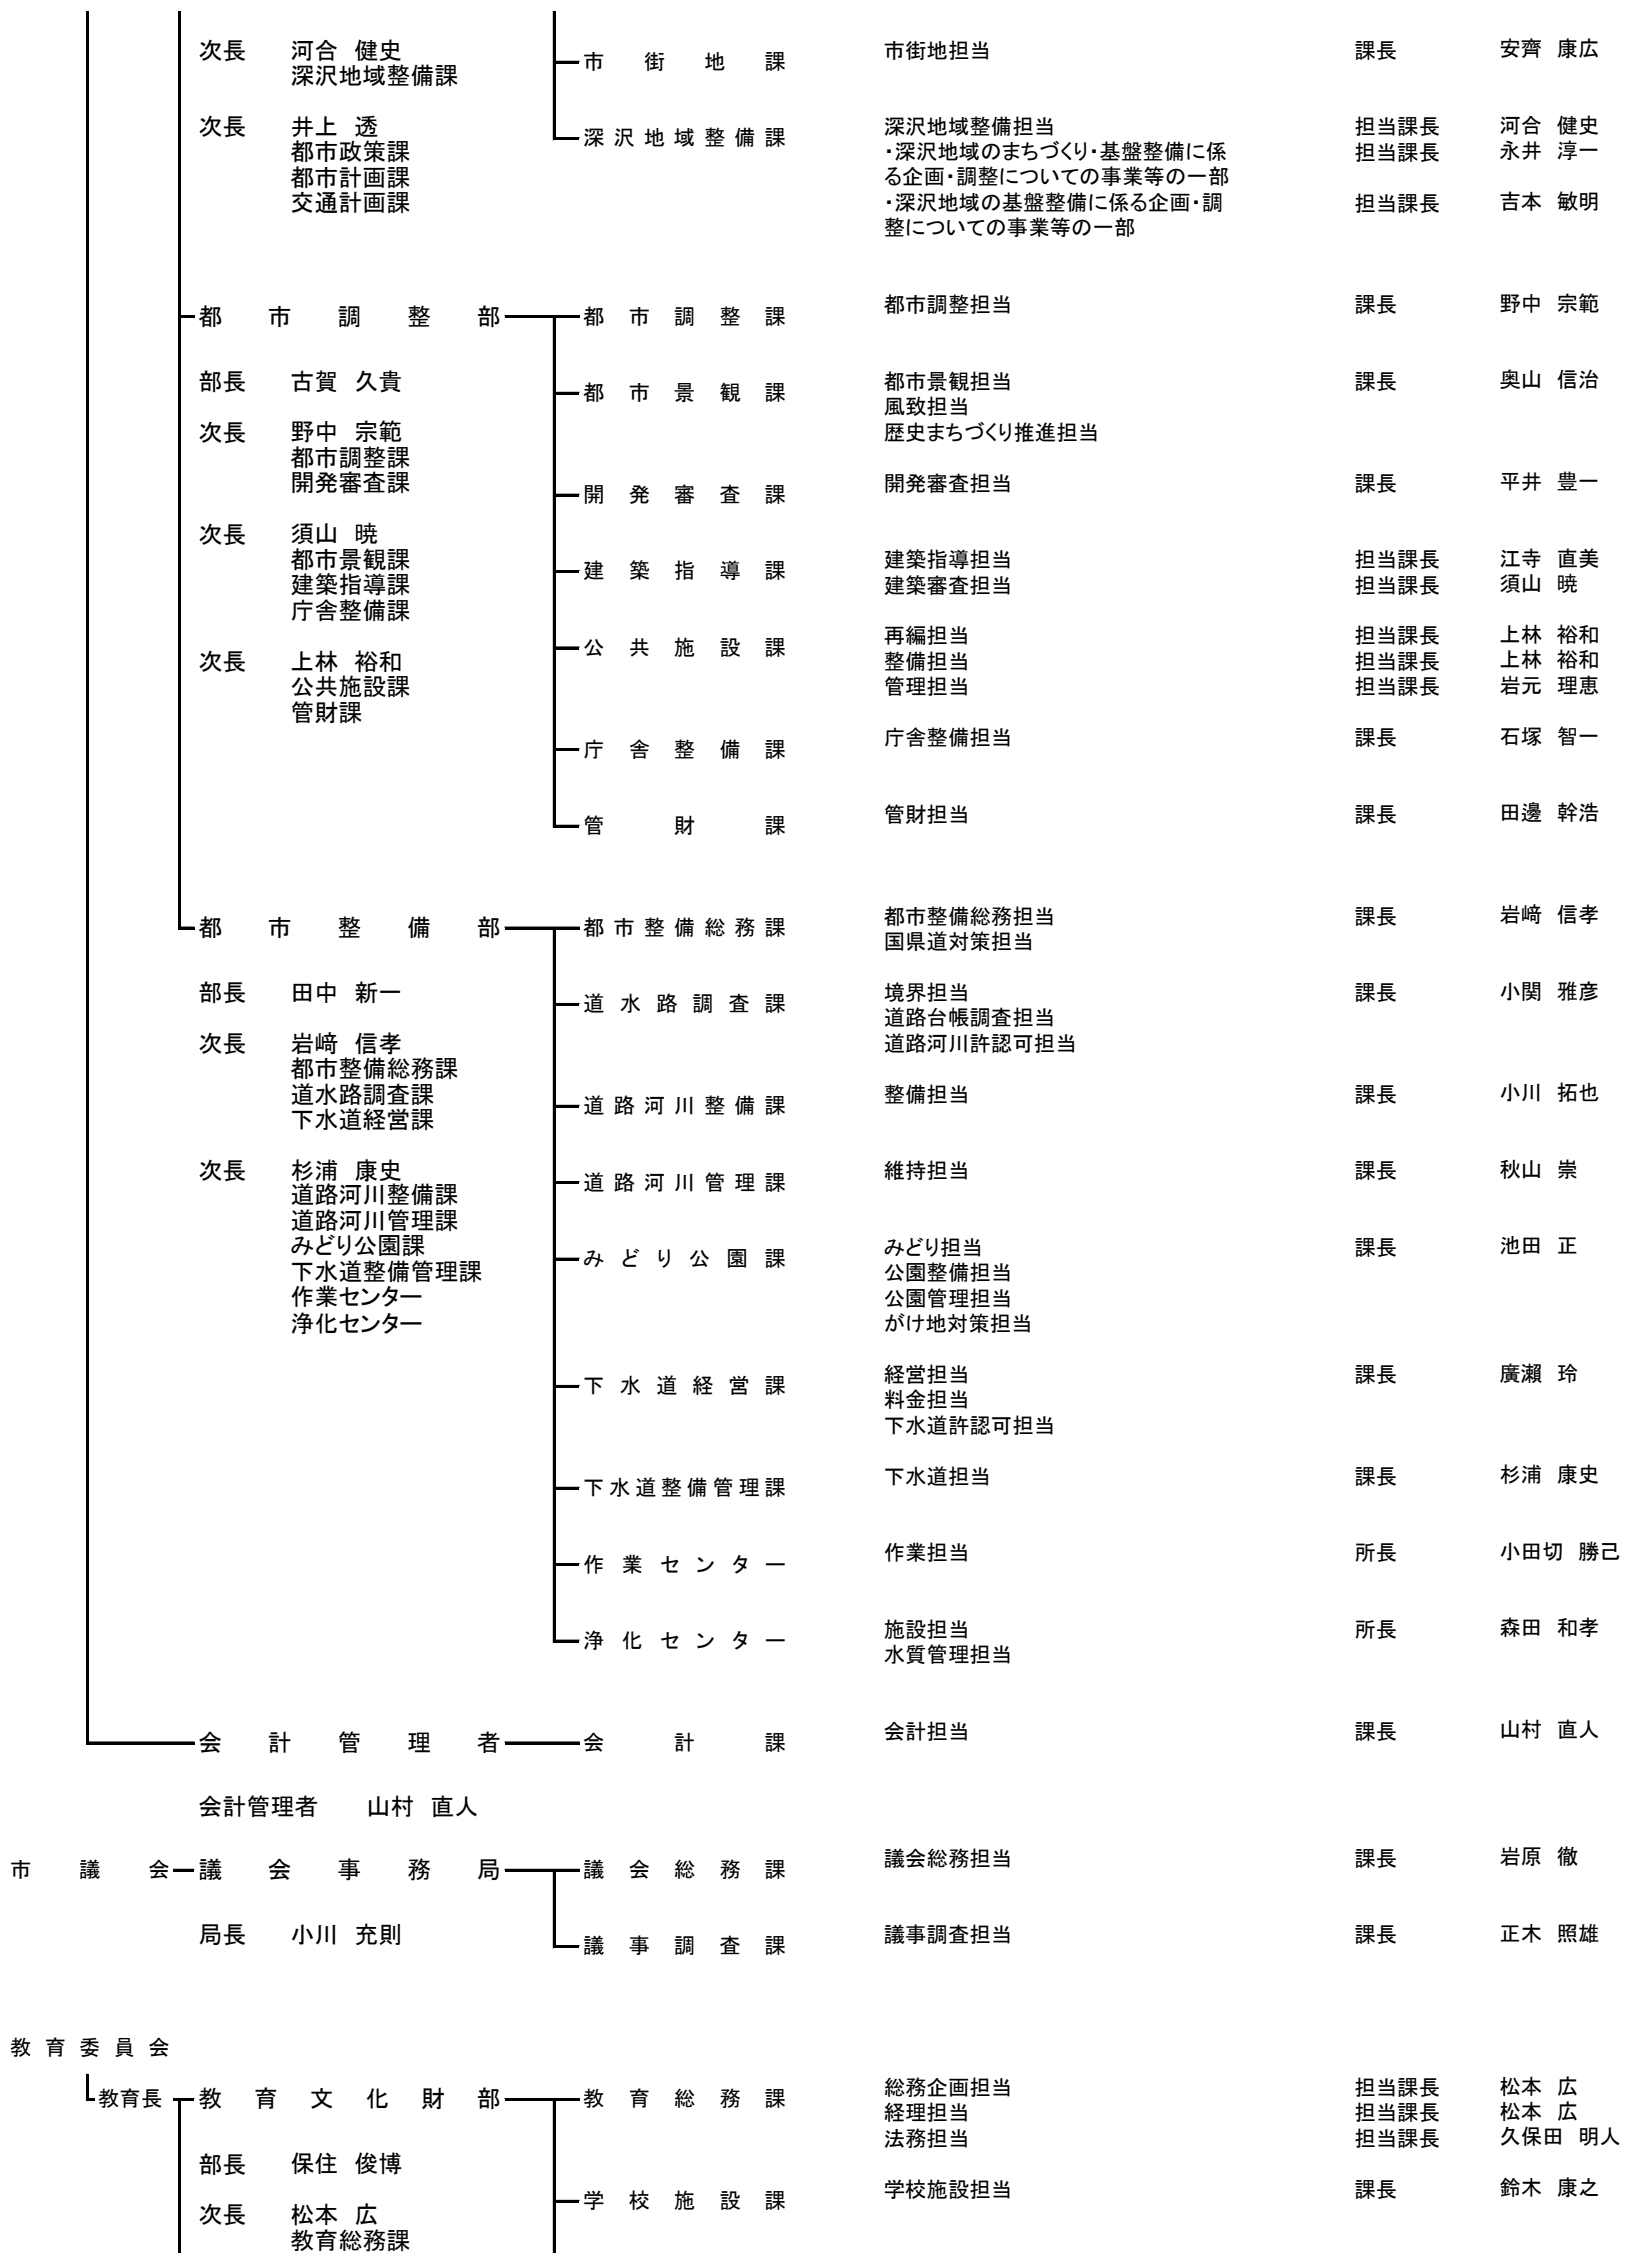 次長 河合 健史
深沢地域整備課
市街地課 市街地担当 課長 安齊 康広
次長 井上 透
都市政策課
都市計画課
交通計画課
深沢地域整備課 深沢地域整備担当 担当課長 河合 健史
・深沢地域のまちづくり・基盤整備に係 担当課長 永井 淳一
る企画・調整についての事業等の一部
・深沢地域の基盤整備に係る企画・調 担当課長 吉本 敏明
整についての事業等の一部
都市調整部 都市調整課 都市調整担当 課長 野中 宗範
部長 古賀 久貴
都市景観課 都市景観担当 課長 奥山 信治
風致担当
歴史まちづくり推進担当
次長 野中 宗範
都市調整課
開発審査課
開発審査課 開発審査担当 課長 平井 豊一
次長 須山 暁
都市景観課
建築指導課
庁舎整備課
建築指導課 建築指導担当 担当課長 江寺 直美
建築審査担当 担当課長 須山 暁
次長 上林 裕和
公共施設課
管財課
公共施設課 再編担当 担当課長 上林 裕和
整備担当 担当課長 上林 裕和
管理担当 担当課長 岩元 理恵
庁舎整備課 庁舎整備担当 課長 石塚 智一
管財課 管財担当 課長 田邊 幹浩
都市整備部 都市整備総務課 都市整備総務担当 課長 岩﨑 信孝
国県道対策担当
部長 田中 新一
道水路調査課 境界担当 課長 小関 雅彦
道路台帳調査担当
道路河川許認可担当
次長 岩﨑 信孝
都市整備総務課
道水路調査課
下水道経営課
道路河川整備課 整備担当 課長 小川 拓也
次長 杉浦 康史
道路河川整備課
道路河川管理課
みどり公園課
下水道整備管理課
作業センター
浄化センター
道路河川管理課 維持担当 課長 秋山 崇
みどり公園課 みどり担当 課長 池田 正
公園整備担当
公園管理担当
がけ地対策担当
下水道経営課 経営担当 課長 廣瀨 玲
料金担当
下水道許認可担当
下水道整備管理課 下水道担当 課長 杉浦 康史
作業センター 作業担当 所長 小田切 勝己
浄化センター 施設担当 所長 森田 和孝
水質管理担当
会計管理者 会計課 会計担当 課長 山村 直人
会計管理者 山村 直人
市議会 議会事務局 議会総務課 議会総務担当 課長 岩原 徹
局長 小川 充則
議事調査課 議事調査担当 課長 正木 照雄
教育委員会
教育長 教育文化財部 教育総務課 総務企画担当 担当課長 松本 広
経理担当 担当課長 松本 広
法務担当 担当課長 久保田 明人
部長 保住 俊博
学校施設課 学校施設担当 課長 鈴木 康之
次長 松本 広
教育総務課